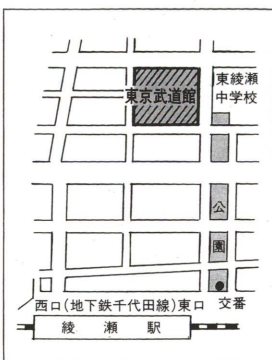 東綾瀬
中学校
東京武道館
公
園
西口(地下鉄千代田線)東口 交番
綾瀬駅